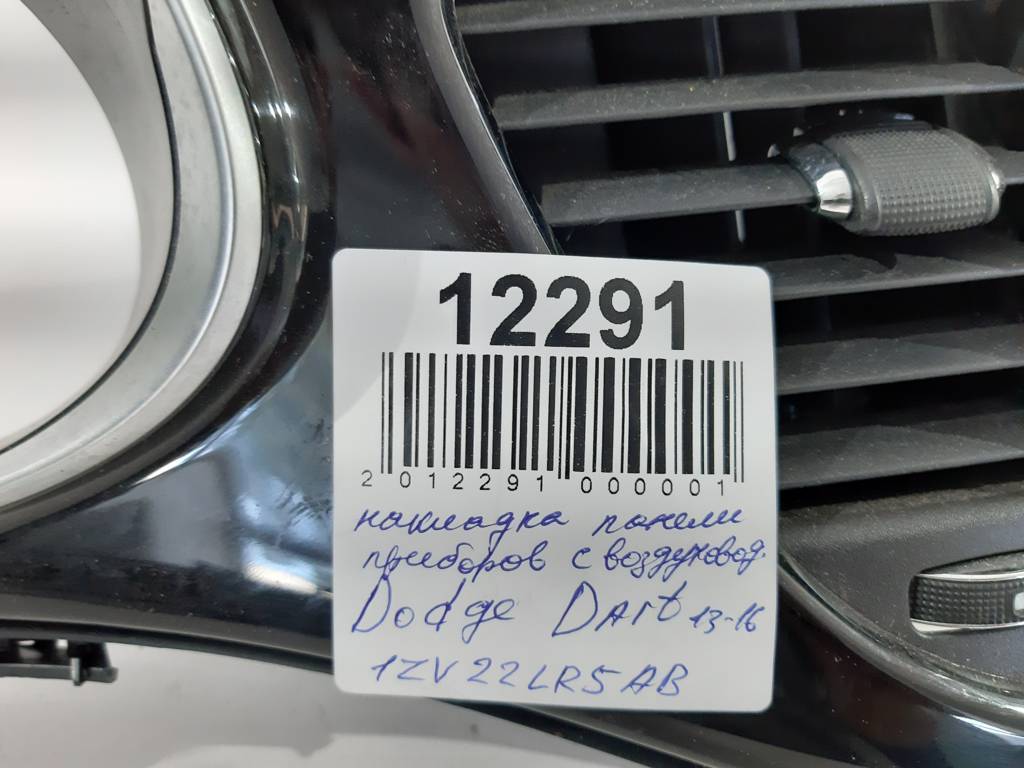 12291
2 012291 000001
накладка панели
приборов с воздуховод.
Dodge Dart 13-16
1ZV22LR5AB